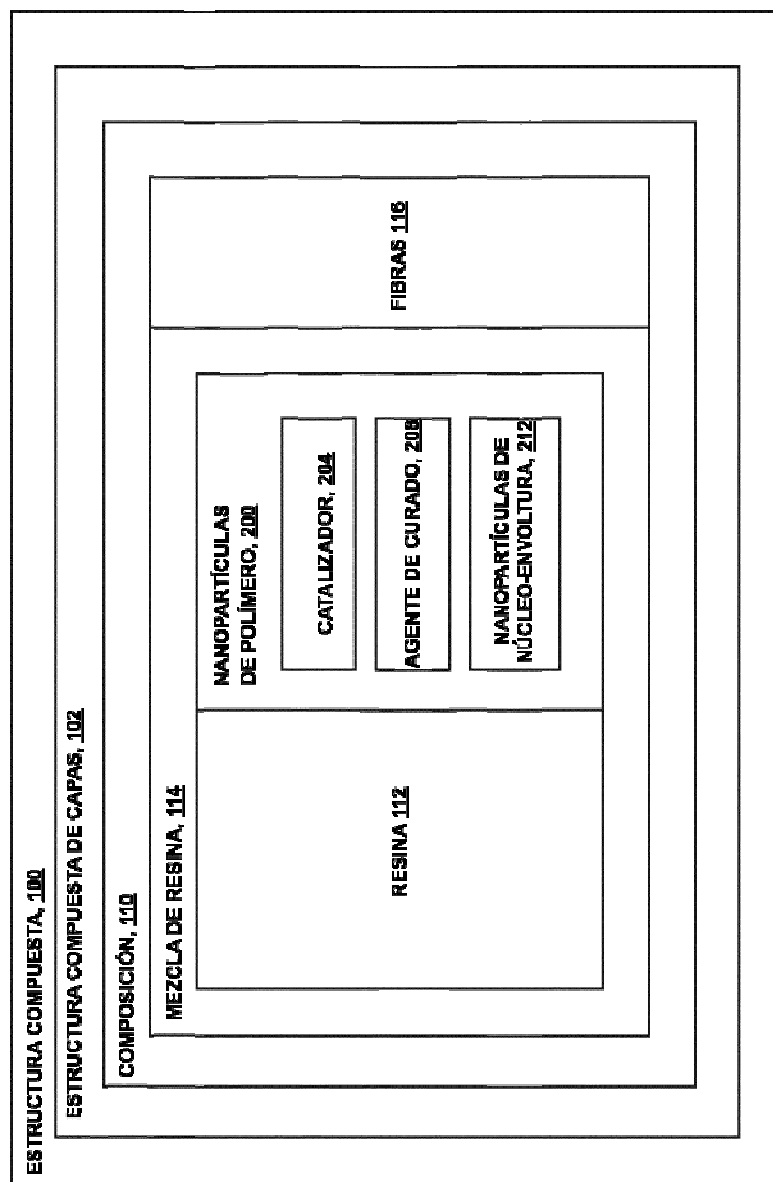 ESTRUCTURA COMPUESTA, 100
ESTRUCTURA COMPUESTA DE CAPAS, 102
COMPOSICIÓN, 110
MEZCLA DE RESINA, 114
RESINA 112
NANOPARTÍCULAS
DE POLÍMERO, 200
CATALIZADOR, 204
AGENTE DE CURADO, 208
NANOPARTÍCULAS DE
NÚCLEO-ENVOLTURA, 212
FIBRAS 116